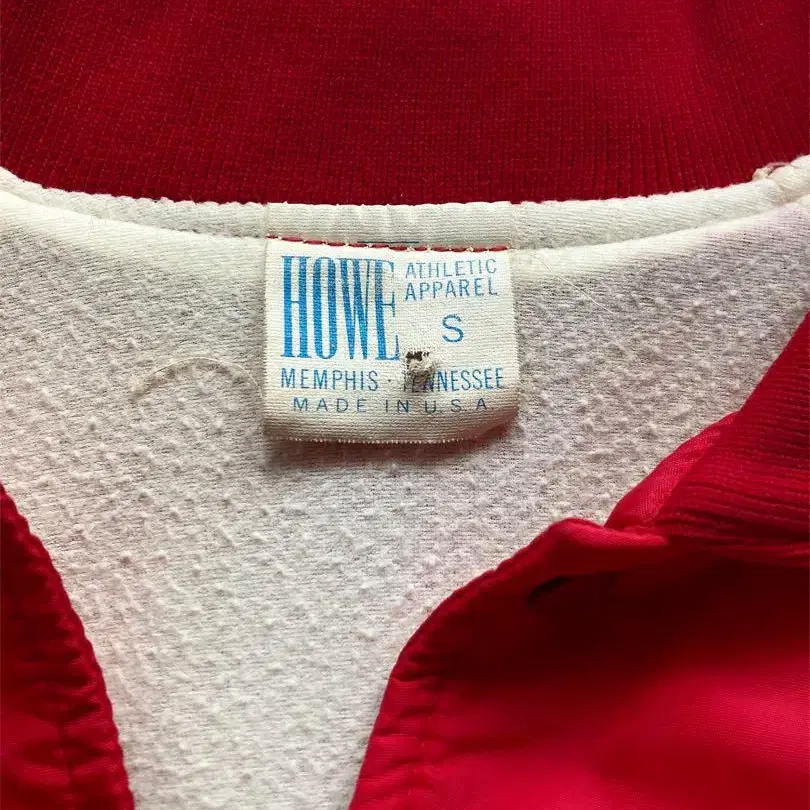 HOWE ATHLETIC
APPAREL
S
MEMPHIS · TENNESSEE
MADE IN U.S.A